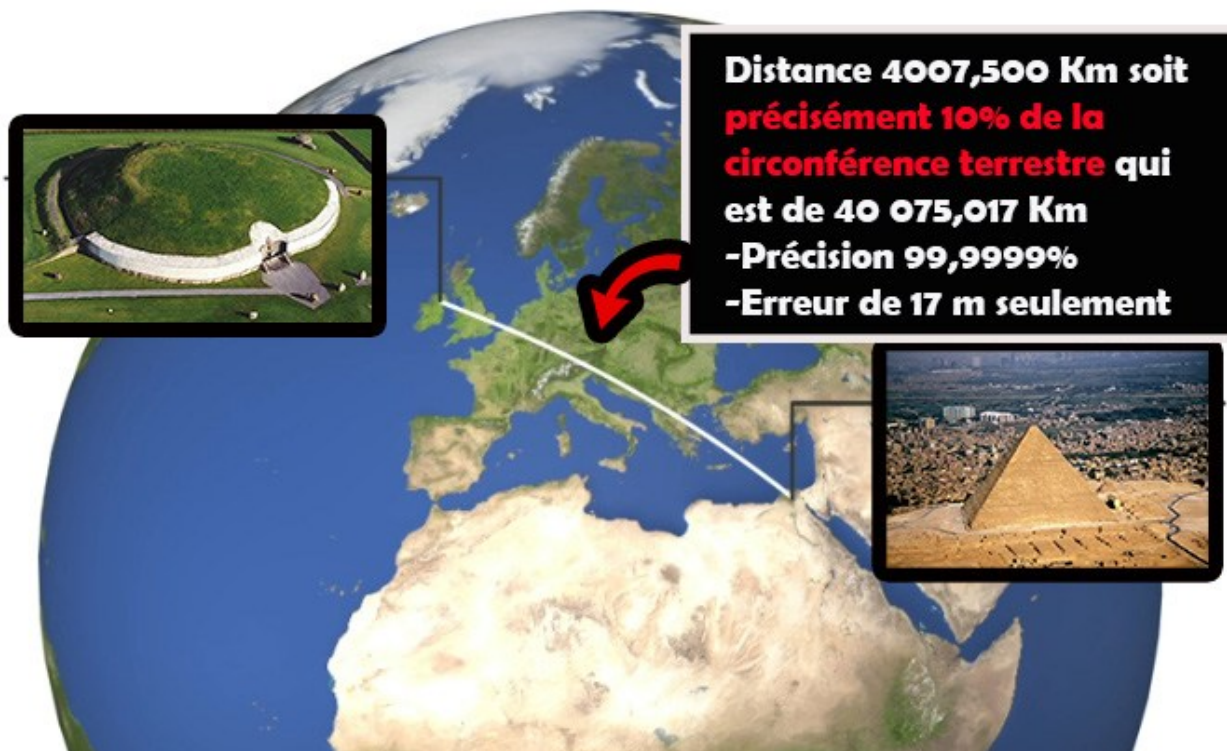 Distance 4007,500 Km soit
précisément 10% de la
circonférence terrestre qui
est de 40 075,017 Km
-Précision 99,9999%
-Erreur de 17 m seulement